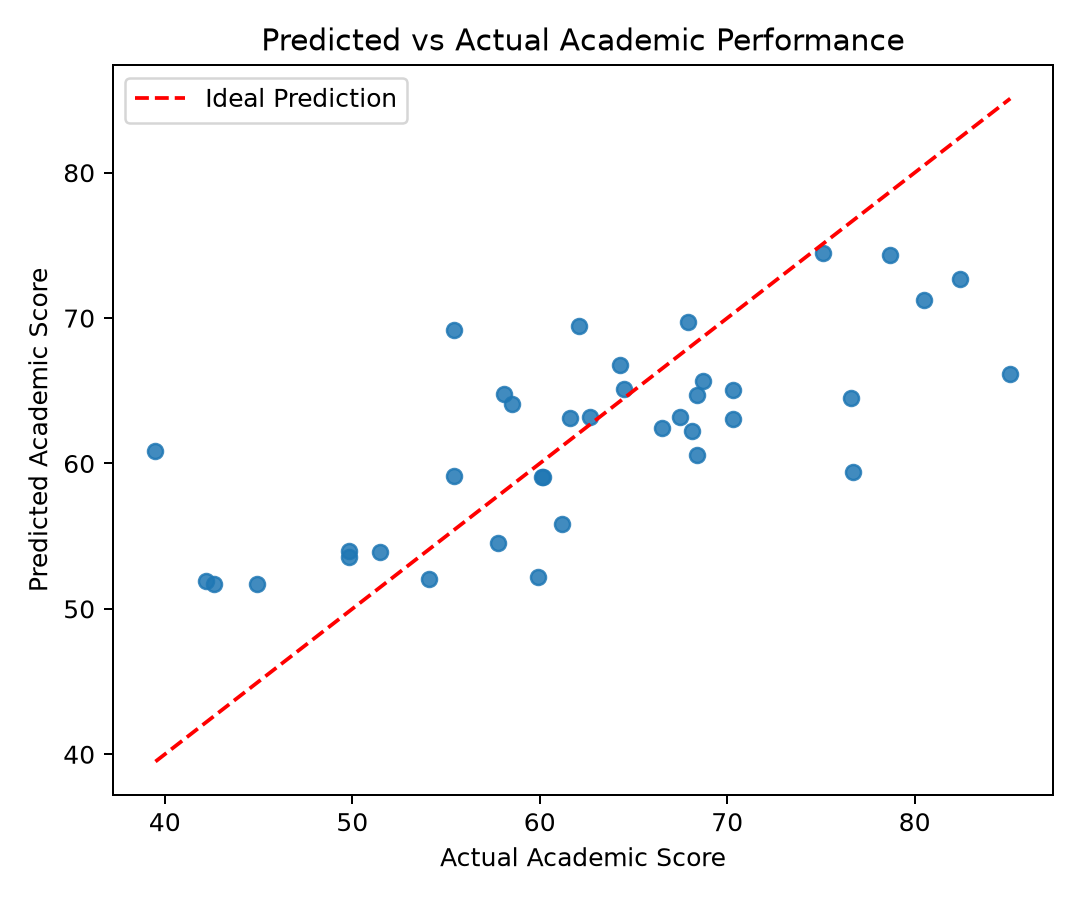 Predicted vs Actual Academic Performance
Ideal Prediction
Predicted Academic Score
80
70
60
50
40
40 50 60 70 80
Actual Academic Score